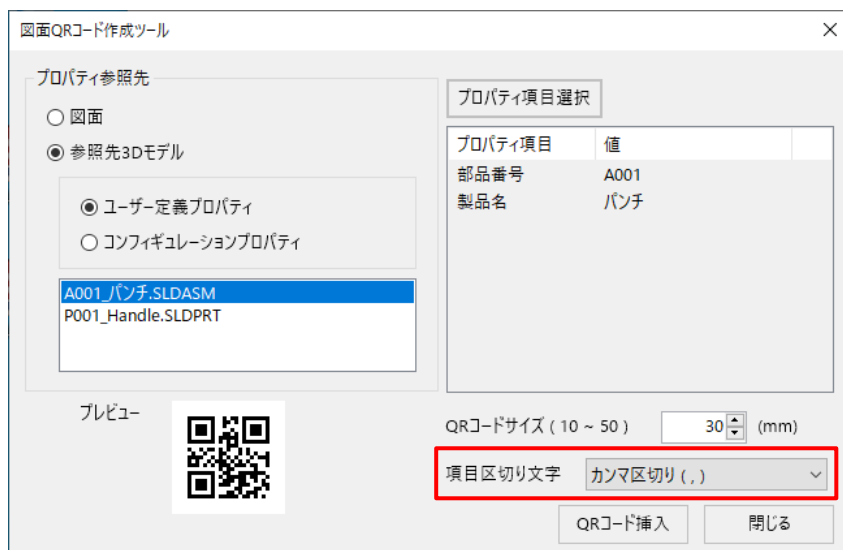 図面QRコード作成ツール
プロパティ参照先
図面
参照先3Dモデル
ユーザー定義プロパティ
コンフィギュレーションプロパティ
A001_パンチ.SLDASM
P001_Handle.SLDPRT
プレビュー
プロパティ項目選択
プロパティ項目 値
部品番号 A001
製品名 パンチ
QRコードサイズ ( 10 ~ 50 ) 30 (mm)
項目区切り文字 カンマ区切り ( , )
QRコード挿入 閉じる